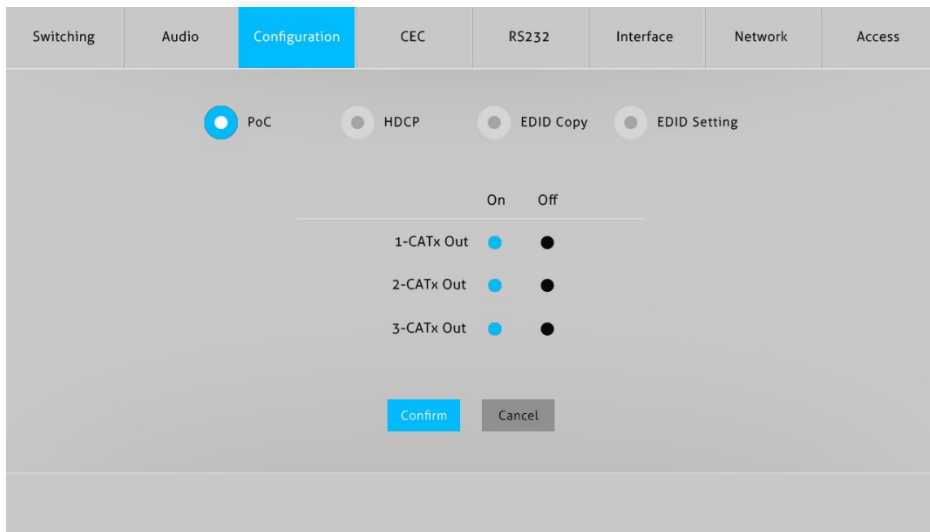 Switching Audio Configuration CEC RS232 Interface Network Access
PoC HDCP EDID Copy EDID Setting
On Off
1-CATx Out
2-CATx Out
3-CATx Out
Confirm Cancel